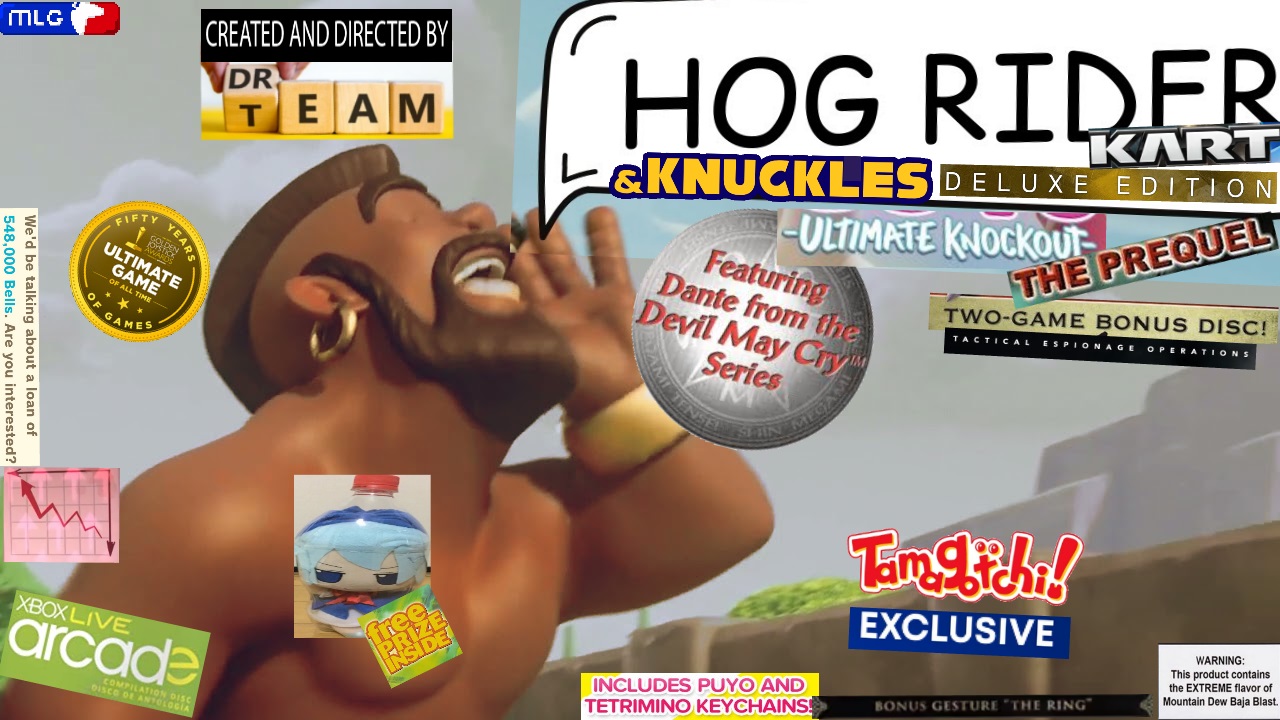 MLG
CREATED AND DIRECTED BY
DR
TEAM
HOG RIDER
KART
&KNUCKLES
DELUXE EDITION
-ULTIMATE KNOCKOUT-
THE PREQUEL
TWO-GAME BONUS DISC!
TACTICAL ESPIONAGE OPERATIONS
Featuring
Dante from the
Devil May Cry™
Series
FIFTY YEARS
GOLDEN
JOYSTICK
AWARDS
ULTIMATE
GAME
OF ALL TIME
OF GAMES
We'd be talking about a loan of
548,000 Bells. Are you interested?
XBOX LIVE
arcade
COMPILATION DISC
DISCO DE ANTOLOGÍA
free
PRIZE
INSIDE
Tamagotchi!
EXCLUSIVE
INCLUDES PUYO AND
TETRIMINO KEYCHAINS!
BONUS GESTURE "THE RING"
WARNING:
This product contains
the EXTREME flavor of
Mountain Dew Baja Blast.